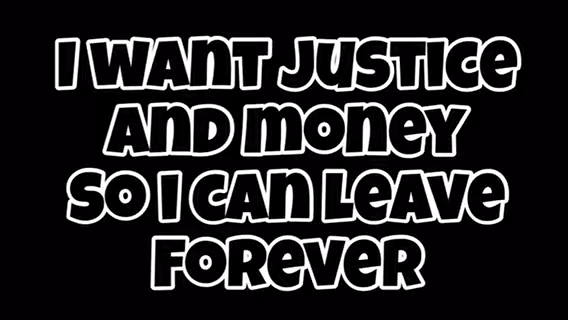 I WANT JUSTICE
AND MONEY
SO I CAN LEAVE
FOREVER